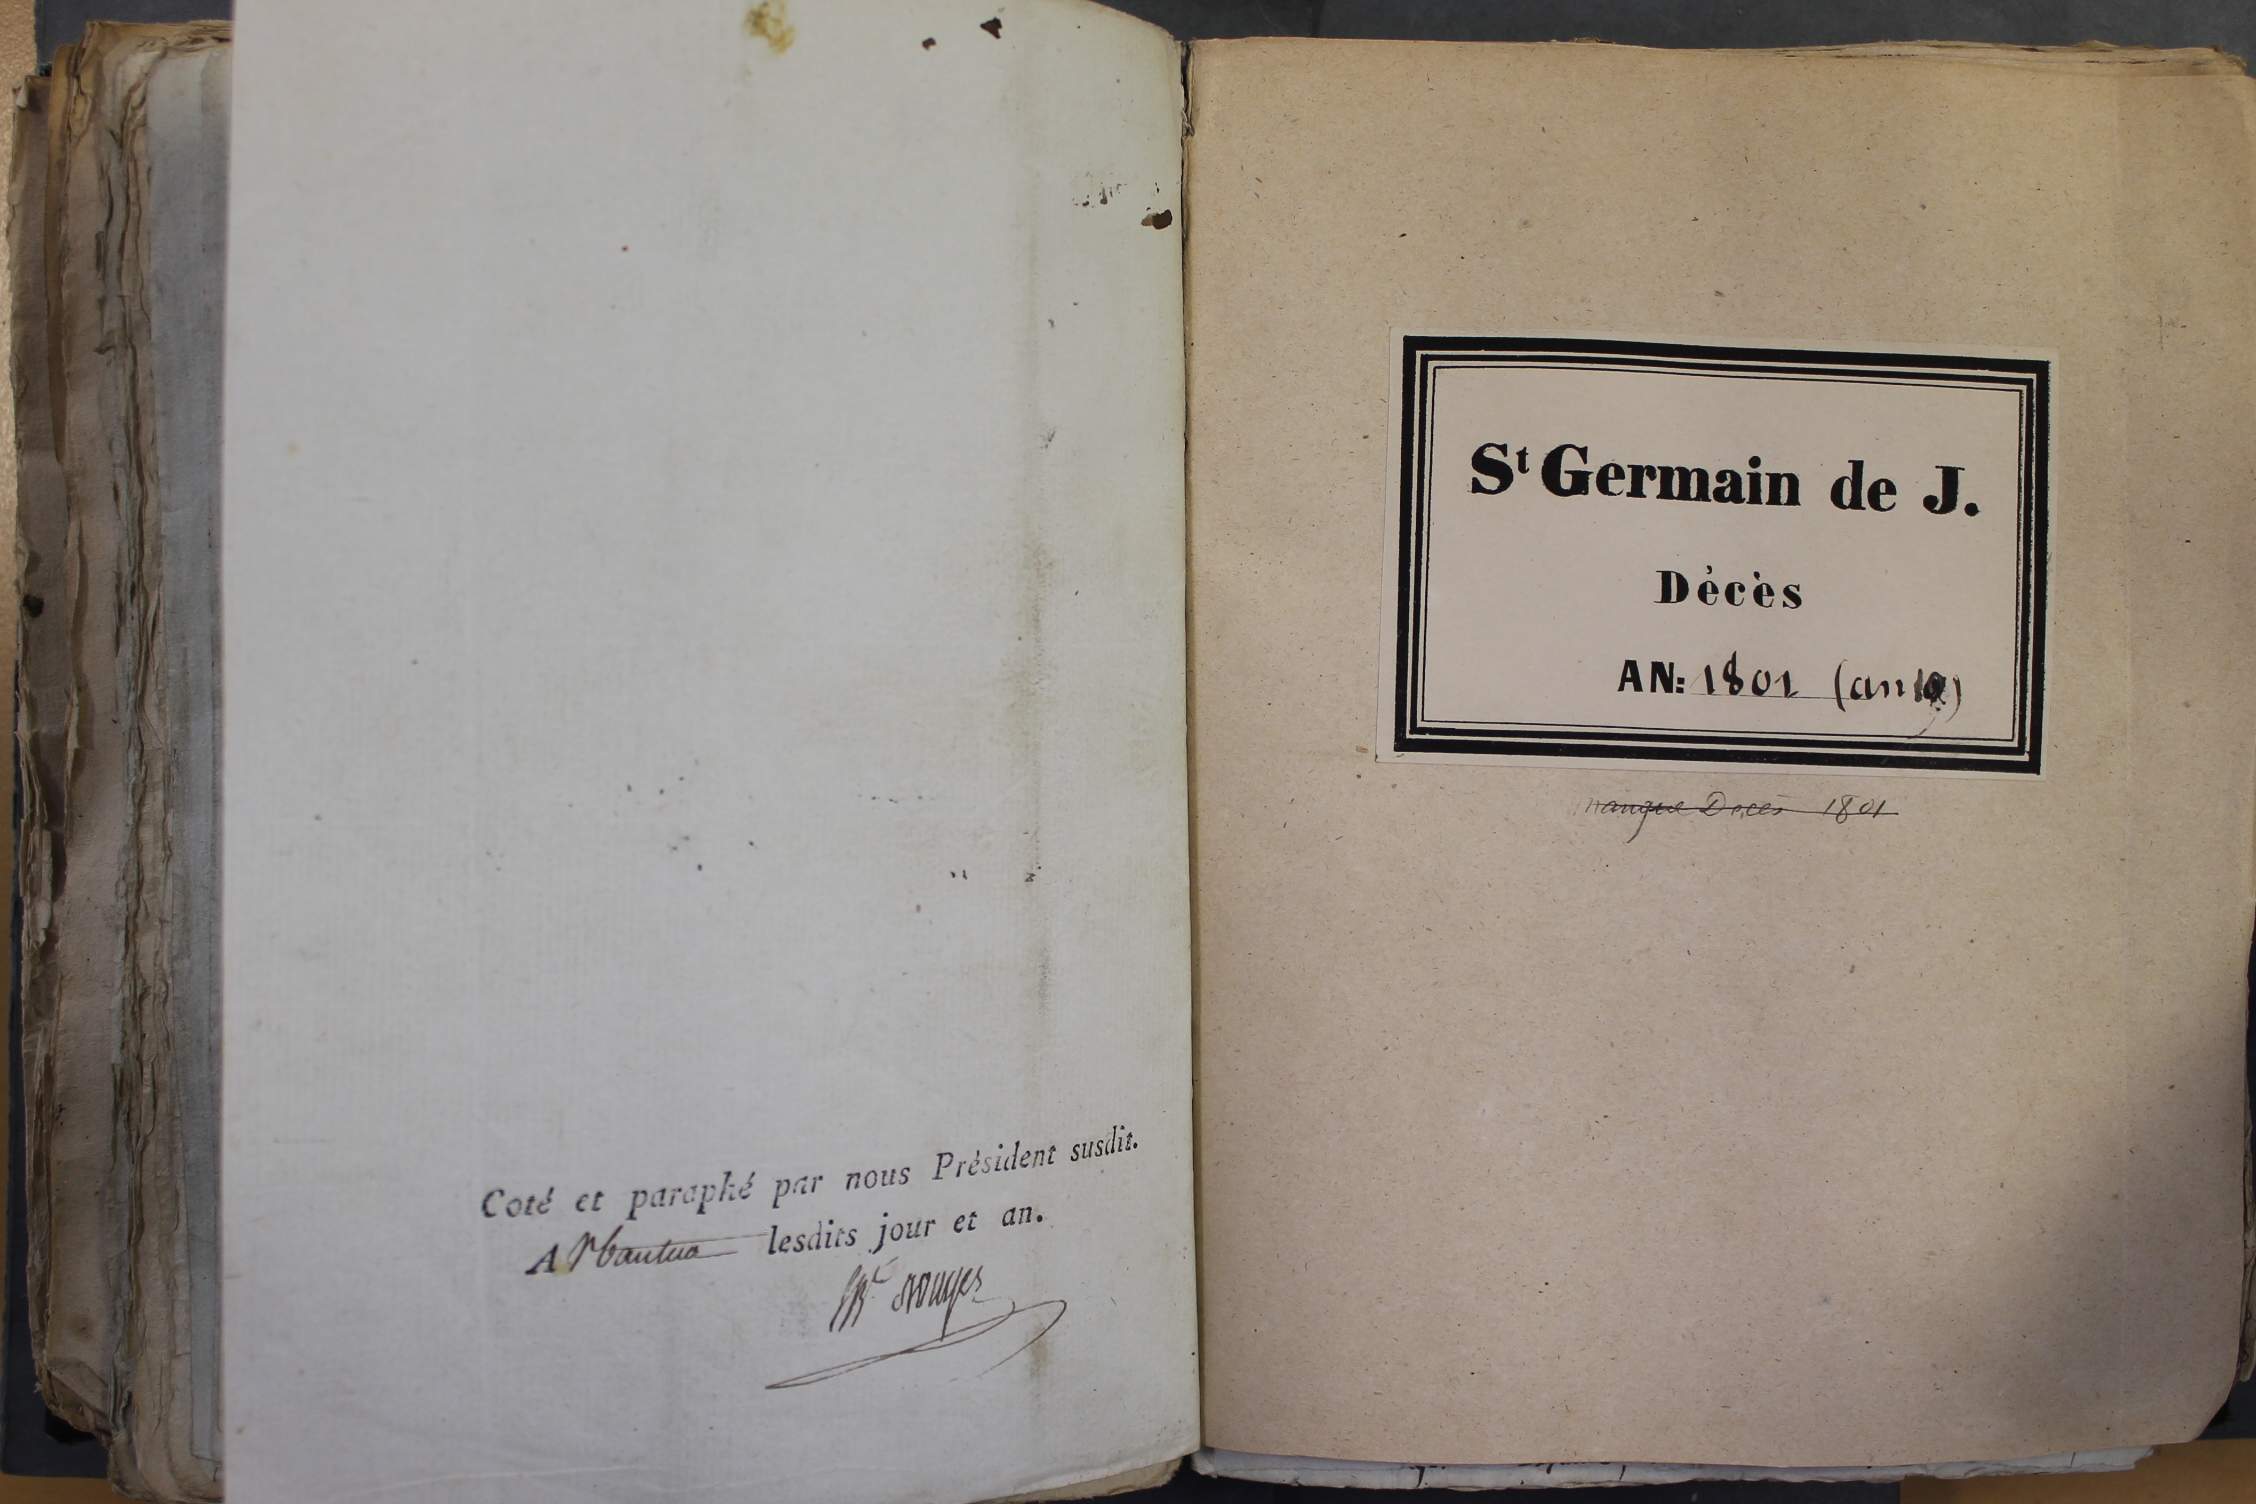 Coté et paraphé par nous Président susdit.
A Nantua lesdits jour et an.
St Germain de J.
Décès
AN: 1801 (an
manque Décès 1801